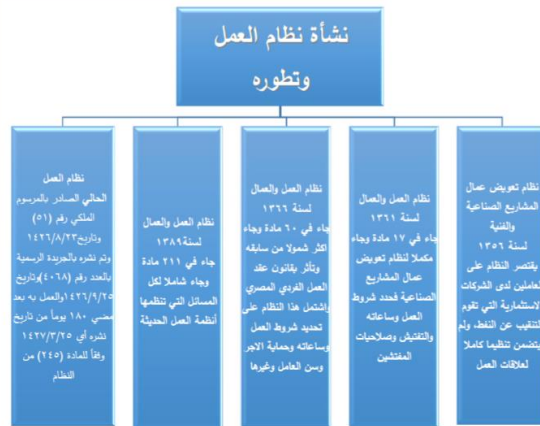 نشأة نظام العمل
وتطوره
نظام تعويض عمال
المشاريع الصناعية
والفنية
لسنة ١٣٥٦
يقتصر النظام على
العاملين لدى الشركات
الاستثمارية التي تقوم
بالتنقيب عن النفط، ولم
يتضمن تنظيما كاملا
لعلاقات العمل
نظام العمل والعمال
لسنة ١٣٦١
جاء في ١٧ مادة وجاء
مكملا لنظام تعويض
عمال المشاريع
الصناعية فحدد شروط
العمل وساعاته
والتفتيش وصلاحيات
المفتشين
نظام العمل والعمال
لسنة ١٣٦٦
جاء في ٦٠ مادة وجاء
اكثر شمولا من سابقه
وتأثر بقانون عقد
العمل الفردي المصري
واشتمل هذا النظام على
تحديد شروط العمل
وساعاته وحماية الاجر
وسن العامل وغيرها
نظام العمل والعمال
لسنة ١٣٨٩
جاء في ٢١١ مادة
وجاء شاملا لكل
المسائل التي تنظمها
أنظمة العمل الحديثة
نظام العمل
الحالي الصادر بالمرسوم
الملكي رقم (٥١)
وتاريخ ١٤٢٦/٨/٢٣
وتم نشره بالجريدة الرسمية
بالعدد رقم (٤٠٦٨) وتاريخ
١٤٢٦/٩/٢٥ والعمل به بعد
مضي ١٨٠ يوماً من تاريخ
نشره أي ١٤٢٧/٣/٢٥
وفقاً للمادة (٢٤٥) من
النظام